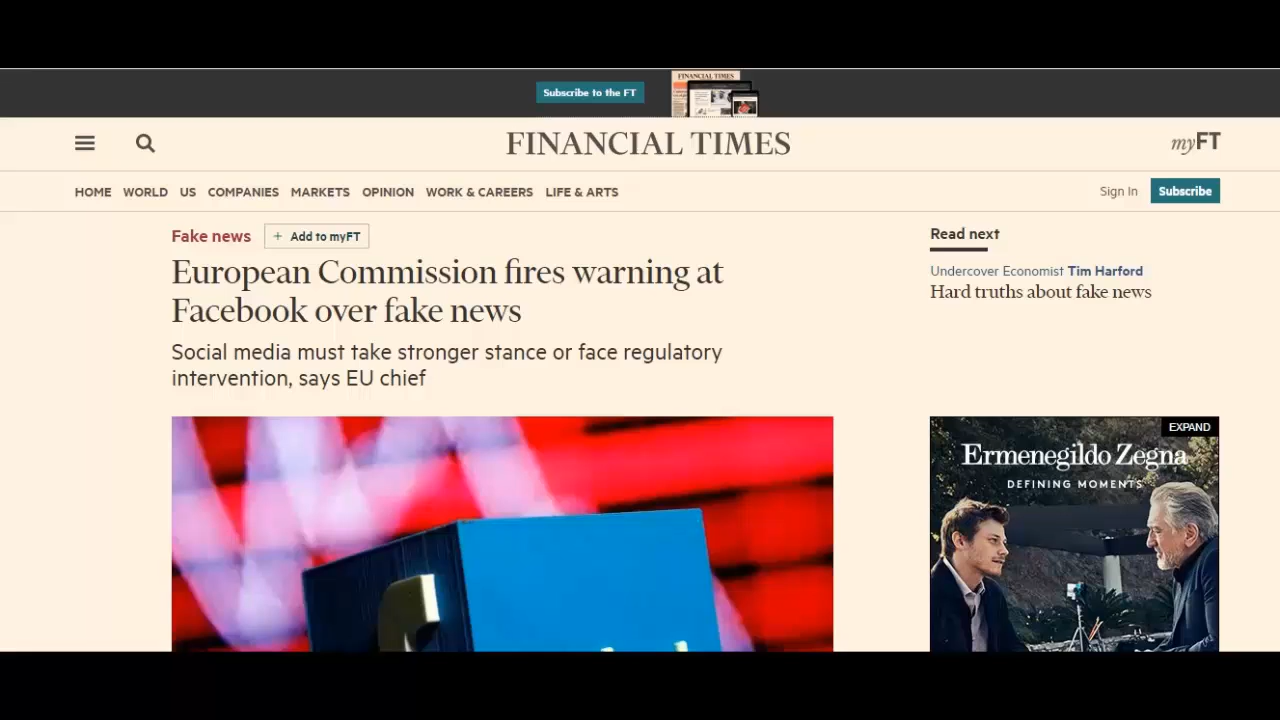 Subscribe to the FT
FINANCIAL TIMES
FINANCIAL TIMES
myFT
HOME WORLD US COMPANIES MARKETS OPINION WORK & CAREERS LIFE & ARTS
Sign In Subscribe
Fake news + Add to myFT
European Commission fires warning at
Facebook over fake news
Social media must take stronger stance or face regulatory
intervention, says EU chief
Read next
Undercover Economist Tim Harford
Hard truths about fake news
EXPAND
Ermenegildo Zegna
DEFINING MOMENTS